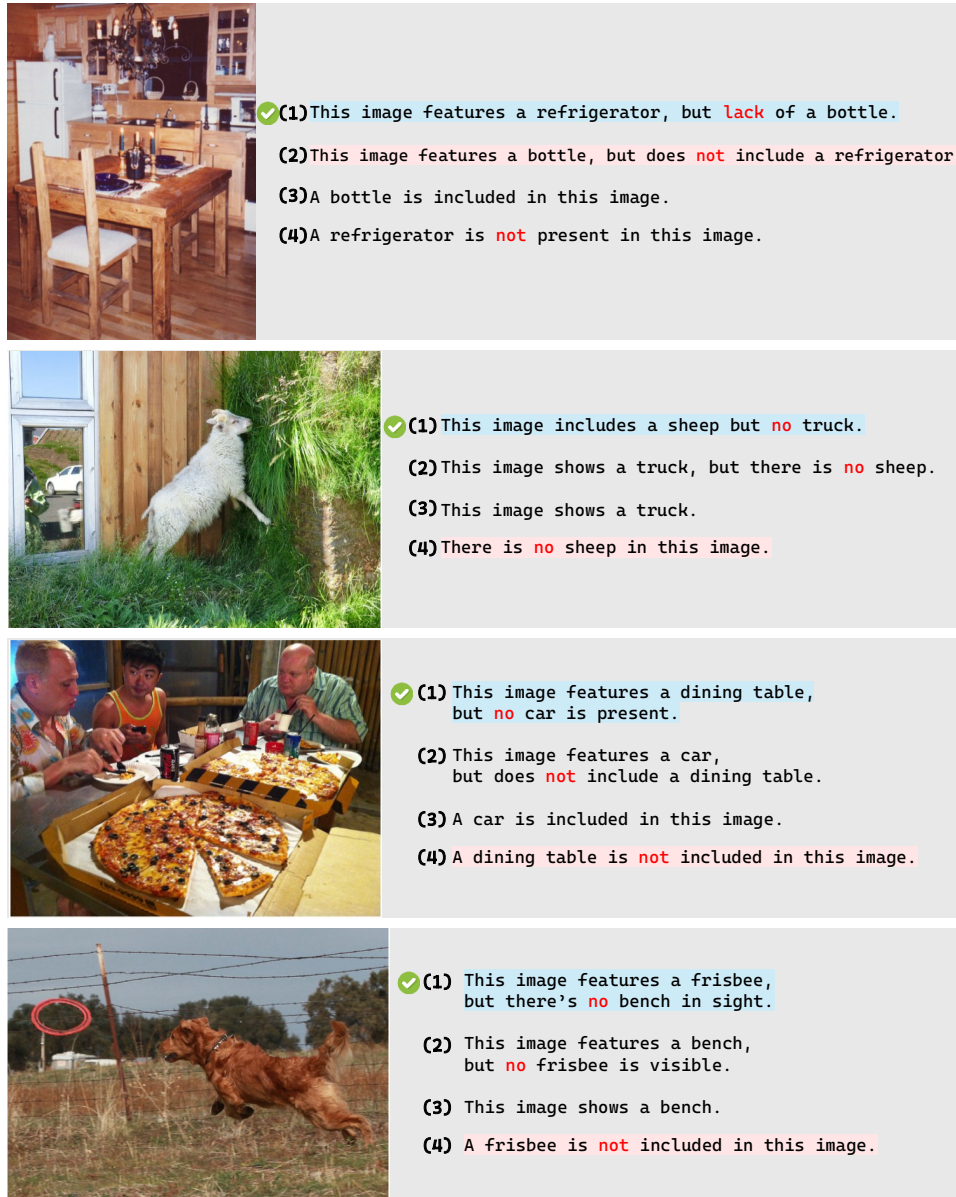 (1) This image features a refrigerator, but lack of a bottle.
(2) This image features a bottle, but does not include a refrigerator
(3) A bottle is included in this image.
(4) A refrigerator is not present in this image.
(1) This image includes a sheep but no truck.
(2) This image shows a truck, but there is no sheep.
(3) This image shows a truck.
(4) There is no sheep in this image.
(1) This image features a dining table,
but no car is present.
(2) This image features a car,
but does not include a dining table.
(3) A car is included in this image.
(4) A dining table is not included in this image.
(1) This image features a frisbee,
but there's no bench in sight.
(2) This image features a bench,
but no frisbee is visible.
(3) This image shows a bench.
(4) A frisbee is not included in this image.